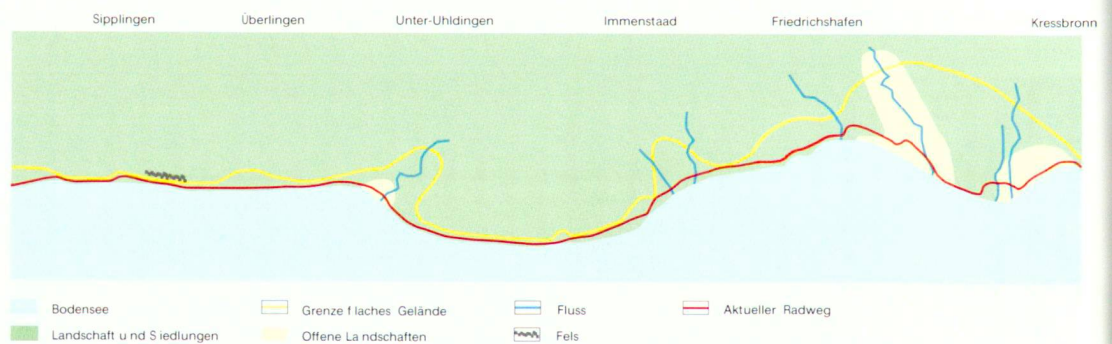 Sipplingen Überlingen Unter-Uhldingen Immenstaad Friedrichshafen Kressbronn
Bodensee Grenze f laches Gelände Fluss Aktueller Radweg
Landschaft u nd S iedlungen Offene La ndschaften Fels